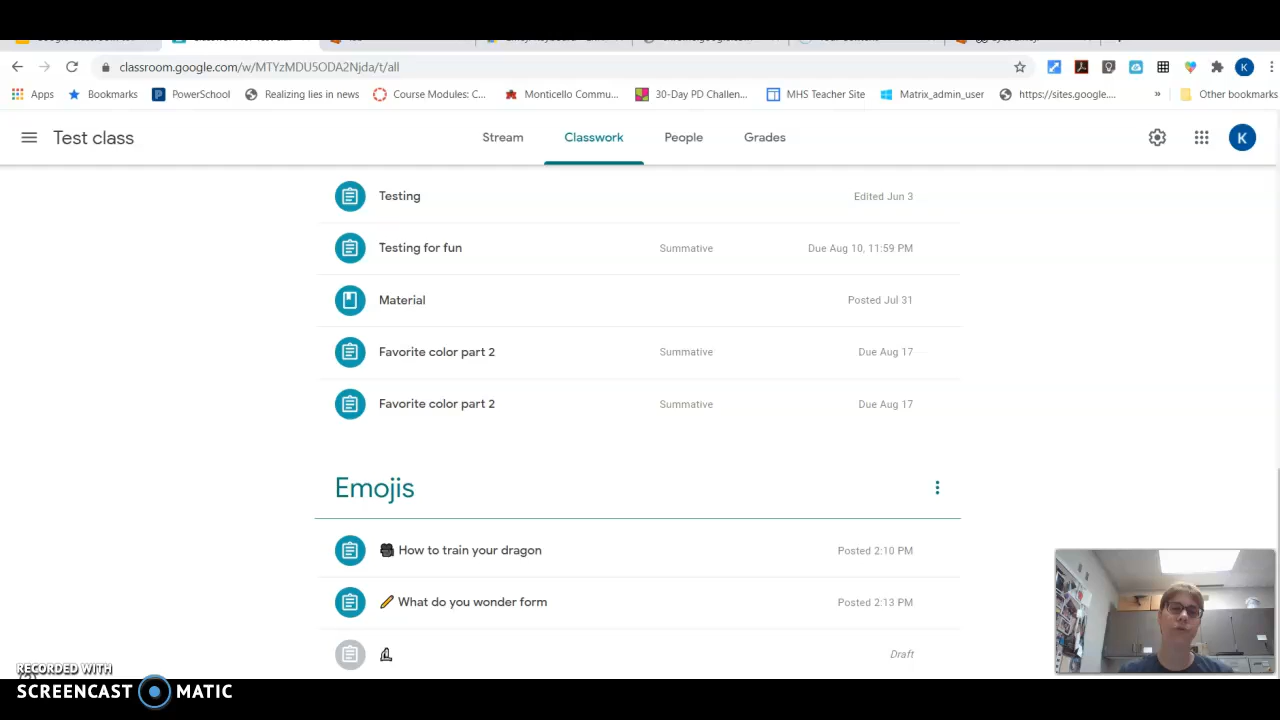 classroom.google.com/w/MTYzMDU5ODA2Njda/t/all
K
Apps Bookmarks PowerSchool Realizing lies in news Course Modules: C... Monticello Commu... 30-Day PD Challen... MHS Teacher Site Matrix_admin_user https://sites.google.... » Other bookmarks
Test class Stream Classwork People Grades K
Testing Edited Jun 3
Testing for fun Summative Due Aug 10, 11:59 PM
Material Posted Jul 31
Favorite color part 2 Summative Due Aug 17
Favorite color part 2 Summative Due Aug 17
Emojis
How to train your dragon Posted 2:10 PM
What do you wonder form Posted 2:13 PM
Draft
RECORDED WITH
SCREENCAST MATIC